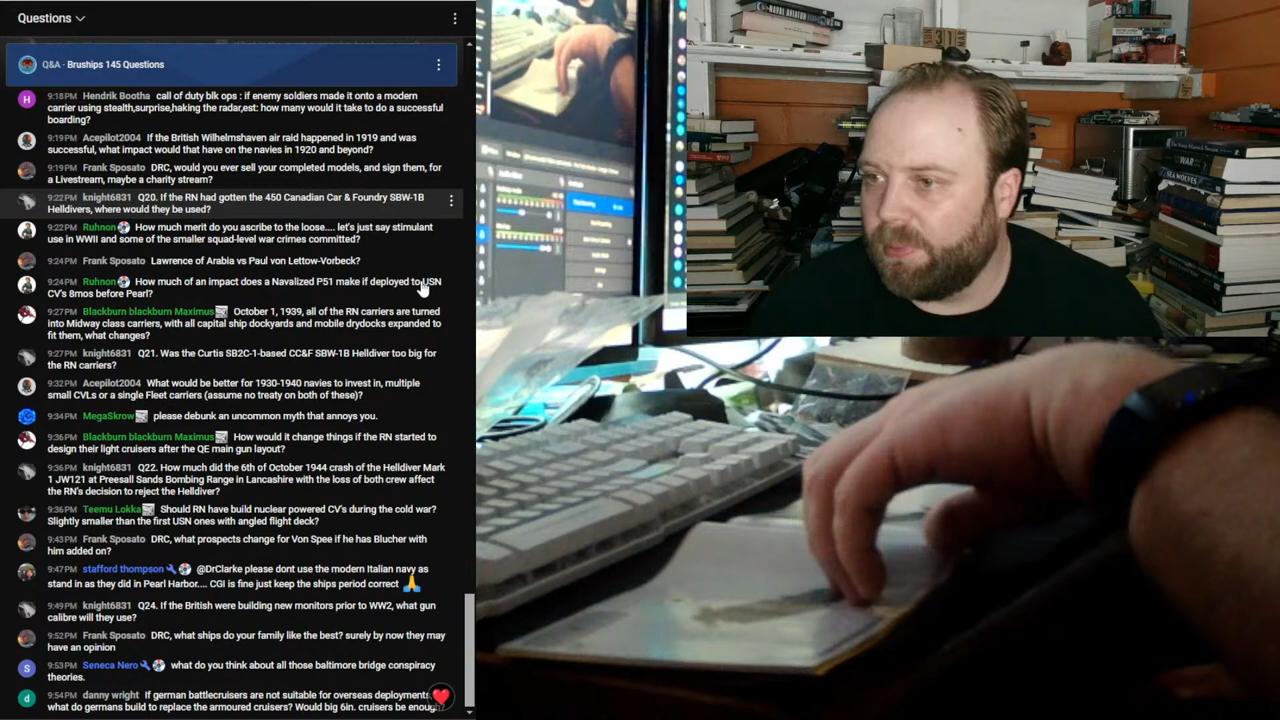 Questions
Q&A · Bruships 145 Questions
9:18PM Hendrik Bootha call of duty blk ops : if enemy soldiers made it onto a modern
carrier using stealth,surprise,haking the radar,est: how many would it take to do a successful
boarding?
9:19PM Acepilot2004 If the British Wilhelmshaven air raid happened in 1919 and was
successful, what impact would that have on the navies in 1920 and beyond?
9:19PM Frank Sposato DRC, would you ever sell your completed models, and sign them, for
a Livestream, maybe a charity stream?
9:22PM knight6831 Q20. If the RN had gotten the 450 Canadian Car & Foundry SBW-1B
Helldivers, where would they be used?
9:22PM Ruhnon How much merit do you ascribe to the loose.... let's just say stimulant
use in WWII and some of the smaller squad-level war crimes committed?
9:24PM Frank Sposato Lawrence of Arabia vs Paul von Lettow-Vorbeck?
9:24PM Ruhnon How much of an impact does a Navalized P51 make if deployed to USN
CV's 8mos before Pearl?
9:27PM Blackburn blackburn Maximus October 1, 1939, all of the RN carriers are turned
into Midway class carriers, with all capital ship dockyards and mobile drydocks expanded to
fit them, what changes?
9:27PM knight6831 Q21. Was the Curtis SB2C-1-based CC&F SBW-1B Helldiver too big for
the RN carriers?
9:32PM Acepilot2004 What would be better for 1930-1940 navies to invest in, multiple
small CVLs or a single Fleet carriers (assume no treaty on both of these)?
9:34PM MegaSkrow please debunk an uncommon myth that annoys you.
9:36PM Blackburn blackburn Maximus How would it change things if the RN started to
design their light cruisers after the QE main gun layout?
9:36PM knight6831 Q22. How much did the 6th of October 1944 crash of the Helldiver Mark
1 JW121 at Preesall Sands Bombing Range in Lancashire with the loss of both crew affect
the RN's decision to reject the Helldiver?
9:36PM Teemu Lokka Should RN have build nuclear powered CV's during the cold war?
Slightly smaller than the first USN ones with angled flight deck?
9:43PM Frank Sposato DRC, what prospects change for Von Spee if he has Blucher with
him added on?
9:47PM stafford thompson @DrClarke please dont use the modern Italian navy as
stand in as they did in Pearl Harbor.... CGI is fine just keep the ships period correct 🙏
9:49PM knight6831 Q24. If the British were building new monitors prior to WW2, what gun
calibre will they use?
9:52PM Frank Sposato DRC, what ships do your family like the best? surely by now they may
have an opinion
9:53PM Seneca Nero what do you think about all those baltimore bridge conspiracy
theories.
9:54PM danny wright If german battlecruisers are not suitable for overseas deployments,
what do germans build to replace the armoured cruisers? Would big 6in. cruisers be enough?
NAVAL AVIATOR
SUN
31
WAR
SEA WOLVES